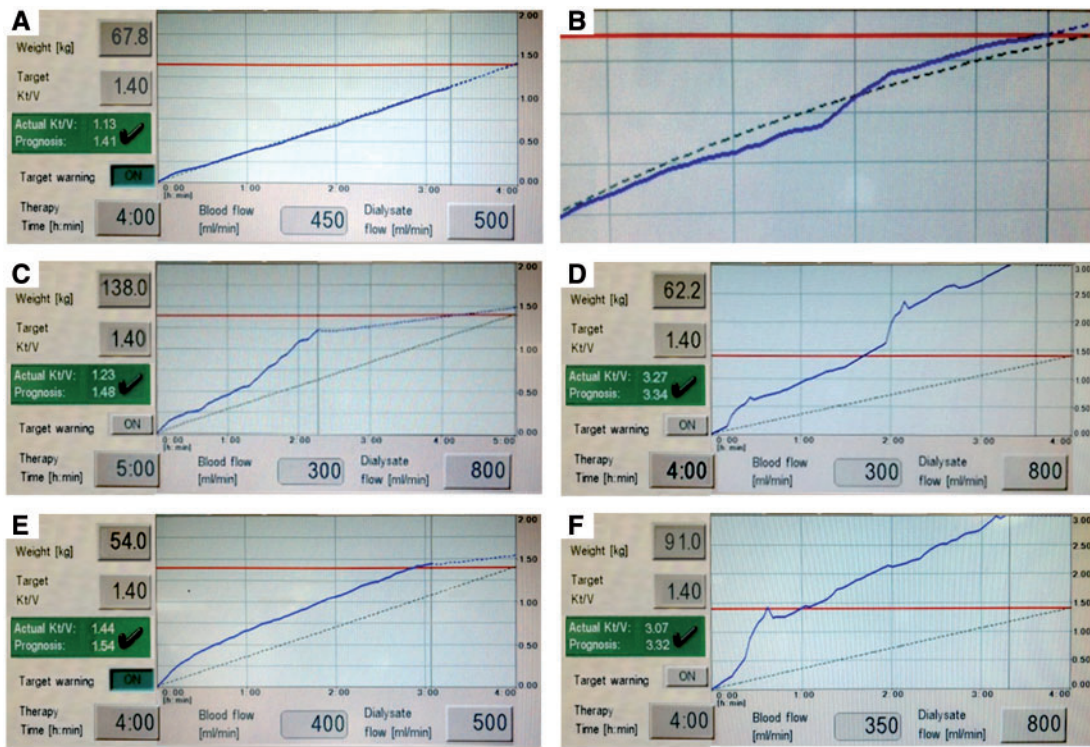 A
Weight [kg] 67.8
Target Kt/V 1.40
Actual Kt/V: 1.13
Prognosis: 1.41
Target warning ON
Therapy Time [h:min] 4:00
Blood flow [ml/min] 450
Dialysate flow [ml/min] 500
2.00
1.50
1.00
0.50
0.00
0:00 1:00 2:00 3:00 4:00
[h:min]
B
C
Weight [kg] 138.0
Target Kt/V 1.40
Actual Kt/V: 1.23
Prognosis: 1.48
Target warning ON
Therapy Time [h:min] 5:00
Blood flow [ml/min] 300
Dialysate flow [ml/min] 800
2.00
1.50
1.00
0.50
0.00
0:00 1:00 2:00 3:00 4:00 5:00
[h:min]
D
Weight [kg] 62.2
Target Kt/V 1.40
Actual Kt/V: 3.27
Prognosis: 3.34
Target warning ON
Therapy Time [h:min] 4:00
Blood flow [ml/min] 300
Dialysate flow [ml/min] 800
3.00
2.50
2.00
1.50
1.00
0.50
0.00
0:00 1:00 2:00 3:00 4:00
[h:min]
E
Weight [kg] 54.0
Target Kt/V 1.40
Actual Kt/V: 1.44
Prognosis: 1.54
Target warning ON
Therapy Time [h:min] 4:00
Blood flow [ml/min] 400
Dialysate flow [ml/min] 500
2.00
1.50
1.00
0.50
0.00
0:00 1:00 2:00 3:00 4:00
[h:min]
F
Weight [kg] 91.0
Target Kt/V 1.40
Actual Kt/V: 3.07
Prognosis: 3.32
Target warning ON
Therapy Time [h:min] 4:00
Blood flow [ml/min] 350
Dialysate flow [ml/min] 800
3.00
2.50
2.00
1.50
1.00
0.50
0.00
0:00 1:00 2:00 3:00 4:00
[h:min]